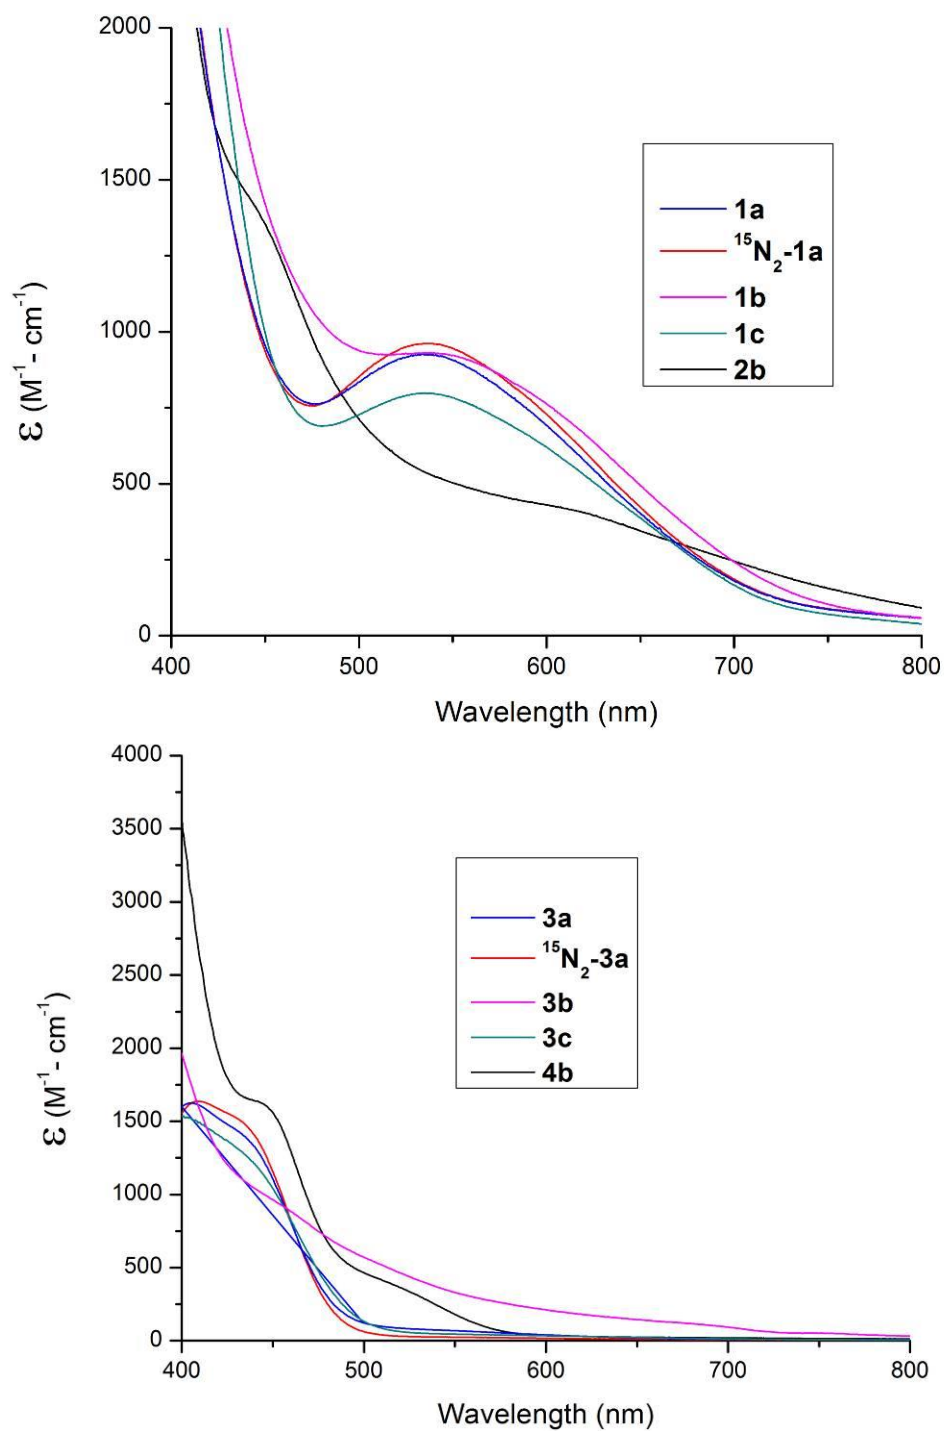 2000
1500
1000
500
0
ε (M⁻¹- cm⁻¹)
1a
¹⁵N₂-1a
1b
1c
2b
400 500 600 700 800
Wavelength (nm)
4000
3500
3000
2500
2000
1500
1000
500
0
ε (M⁻¹- cm⁻¹)
3a
¹⁵N₂-3a
3b
3c
4b
400 500 600 700 800
Wavelength (nm)